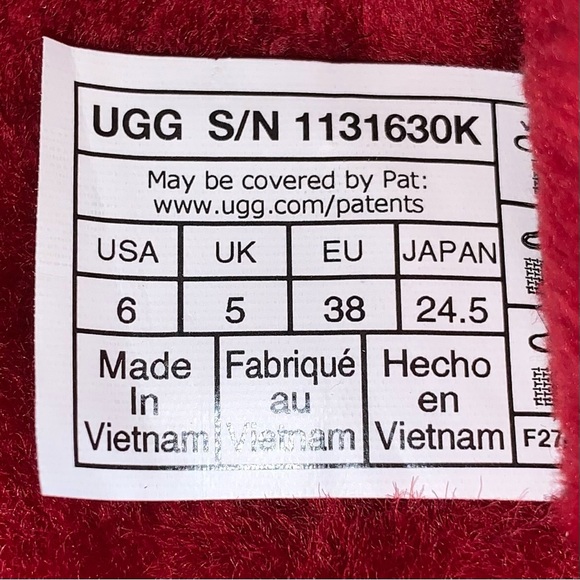 UGG S/N 1131630K
May be covered by Pat:
www.ugg.com/patents
USA UK EU JAPAN
6 5 38 24.5
Made
In
Vietnam
Fabriqué
au
Vietnam
Hecho
en
Vietnam
F27